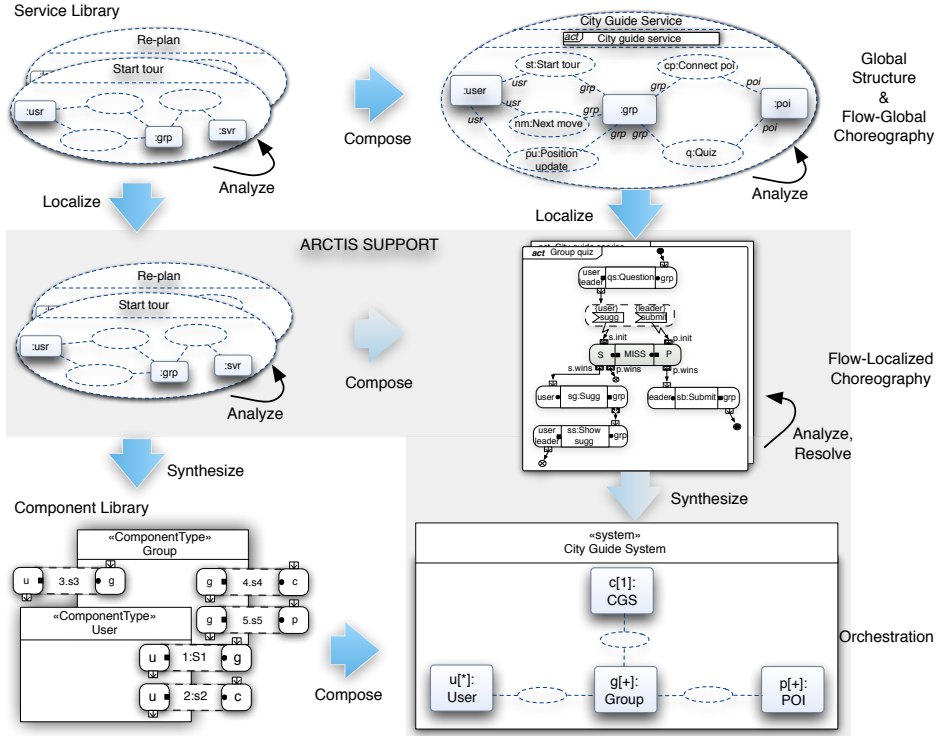 Service Library
Re-plan
Start tour
:usr
:grp
:svr
Analyze
Compose
City Guide Service
act City guide service
st:Start tour
cp:Connect poi
:user
usr
grp
grp
poi
:grp
:poi
usr
nm:Next move
grp
usr
grp
grp
poi
pu:Position
update
q:Quiz
Analyze
Global
Structure
&
Flow-Global
Choreography
Localize
Localize
ARCTIS SUPPORT
Re-plan
Start tour
:usr
:grp
:svr
Analyze
Compose
act City guide service
act Group quiz
user
leader
qs:Question
grp
{user}
sugg
{leader}
submit
s.init
p.init
S
MISS
P
s.wins
p.wins
p.wins
user
sg:Sugg
grp
leader
sb:Submit
grp
user
leader
ss:Show
sugg
grp
Flow-Localized
Choreography
Analyze,
Resolve
Synthesize
Synthesize
Component Library
«ComponentType»
Group
u 3.s3 g
g 4.s4 c
g 5.s5 p
«ComponentType»
User
u 1:S1 g
u 2:s2 c
Compose
«system»
City Guide System
c[1]:
CGS
u[*]:
User
g[+]:
Group
p[+]:
POI
Orchestration